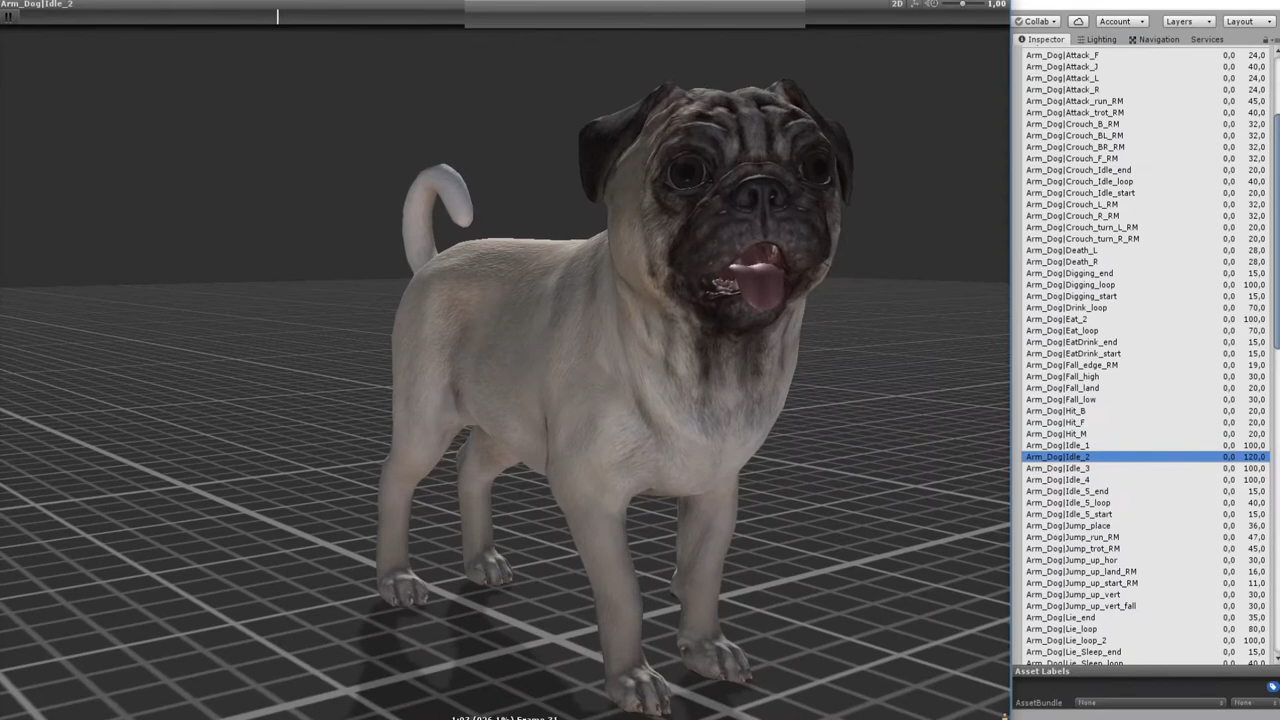 Arm_Dog|Idle_2
2D
1,00
Collab
Account
Layers
Layout
Inspector
Lighting
Navigation
Services
Arm_Dog|Attack_F 0,0 24,0
Arm_Dog|Attack_J 0,0 40,0
Arm_Dog|Attack_L 0,0 24,0
Arm_Dog|Attack_R 0,0 24,0
Arm_Dog|Attack_run_RM 0,0 45,0
Arm_Dog|Attack_trot_RM 0,0 40,0
Arm_Dog|Crouch_B_RM 0,0 32,0
Arm_Dog|Crouch_BL_RM 0,0 32,0
Arm_Dog|Crouch_BR_RM 0,0 32,0
Arm_Dog|Crouch_F_RM 0,0 32,0
Arm_Dog|Crouch_Idle_end 0,0 20,0
Arm_Dog|Crouch_Idle_loop 0,0 40,0
Arm_Dog|Crouch_Idle_start 0,0 20,0
Arm_Dog|Crouch_L_RM 0,0 32,0
Arm_Dog|Crouch_R_RM 0,0 32,0
Arm_Dog|Crouch_turn_L_RM 0,0 20,0
Arm_Dog|Crouch_turn_R_RM 0,0 20,0
Arm_Dog|Death_L 0,0 28,0
Arm_Dog|Death_R 0,0 28,0
Arm_Dog|Digging_end 0,0 15,0
Arm_Dog|Digging_loop 0,0 100,0
Arm_Dog|Digging_start 0,0 15,0
Arm_Dog|Drink_loop 0,0 70,0
Arm_Dog|Eat_2 0,0 100,0
Arm_Dog|Eat_loop 0,0 70,0
Arm_Dog|EatDrink_end 0,0 15,0
Arm_Dog|EatDrink_start 0,0 15,0
Arm_Dog|Fall_edge_RM 0,0 19,0
Arm_Dog|Fall_high 0,0 30,0
Arm_Dog|Fall_land 0,0 20,0
Arm_Dog|Fall_low 0,0 30,0
Arm_Dog|Hit_B 0,0 20,0
Arm_Dog|Hit_F 0,0 20,0
Arm_Dog|Hit_M 0,0 20,0
Arm_Dog|Idle_1 0,0 100,0
Arm_Dog|Idle_2 0,0 120,0
Arm_Dog|Idle_3 0,0 100,0
Arm_Dog|Idle_4 0,0 100,0
Arm_Dog|Idle_5_end 0,0 15,0
Arm_Dog|Idle_5_loop 0,0 40,0
Arm_Dog|Idle_5_start 0,0 15,0
Arm_Dog|Jump_place 0,0 36,0
Arm_Dog|Jump_run_RM 0,0 47,0
Arm_Dog|Jump_trot_RM 0,0 45,0
Arm_Dog|Jump_up_hor 0,0 30,0
Arm_Dog|Jump_up_land_RM 0,0 16,0
Arm_Dog|Jump_up_start_RM 0,0 11,0
Arm_Dog|Jump_up_vert 0,0 30,0
Arm_Dog|Jump_up_vert_fall 0,0 30,0
Arm_Dog|Lie_end 0,0 35,0
Arm_Dog|Lie_loop 0,0 80,0
Arm_Dog|Lie_loop_2 0,0 100,0
Arm_Dog|Lie_Sleep_end 0,0 15,0
Arm_Dog|Lie_Sleep_loop 0,0 40,0
Asset Labels
AssetBundle None None